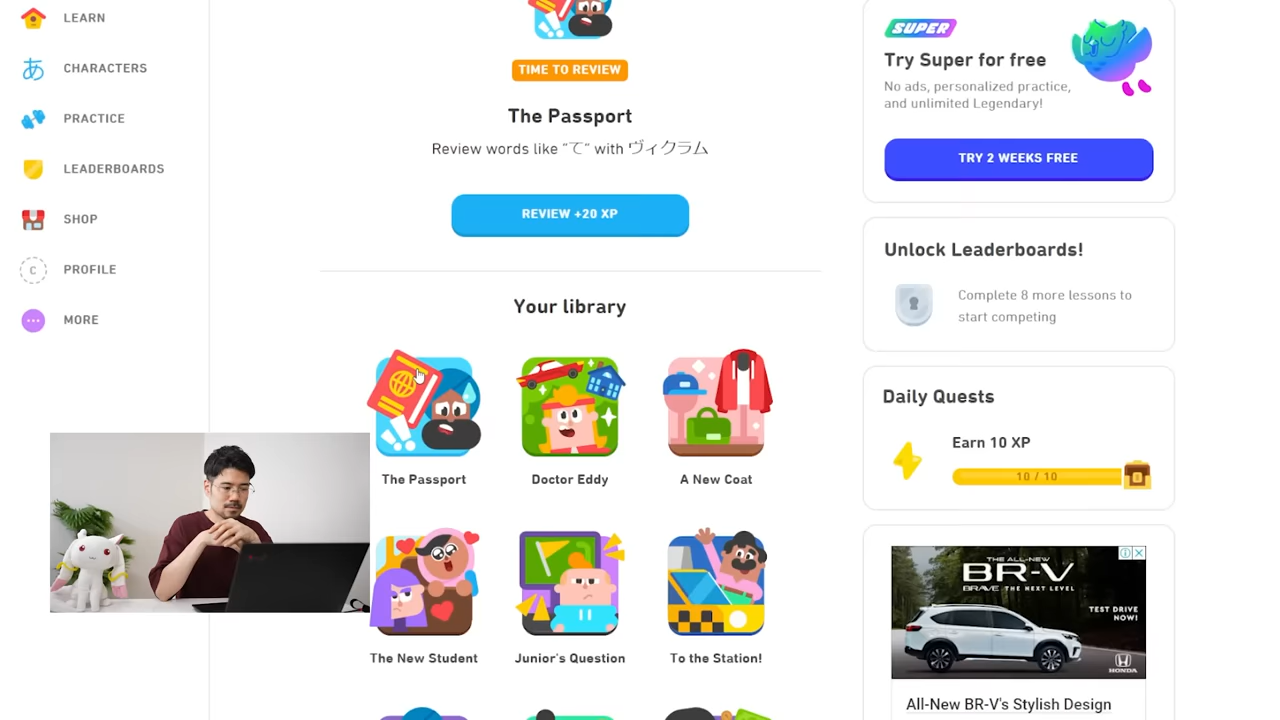 LEARN
CHARACTERS
PRACTICE
LEADERBOARDS
SHOP
C
PROFILE
MORE
あ
TIME TO REVIEW
The Passport
Review words like "て" with ヴィクラム
REVIEW +20 XP
Your library
The Passport
Doctor Eddy
A New Coat
The New Student
Junior's Question
To the Station!
SUPER
Try Super for free
No ads, personalized practice,
and unlimited Legendary!
TRY 2 WEEKS FREE
Unlock Leaderboards!
Complete 8 more lessons to
start competing
Daily Quests
Earn 10 XP
10 / 10
THE ALL-NEW
BR-V
BRAVE THE NEXT LEVEL
TEST DRIVE
NOW!
HONDA
All-New BR-V's Stylish Design